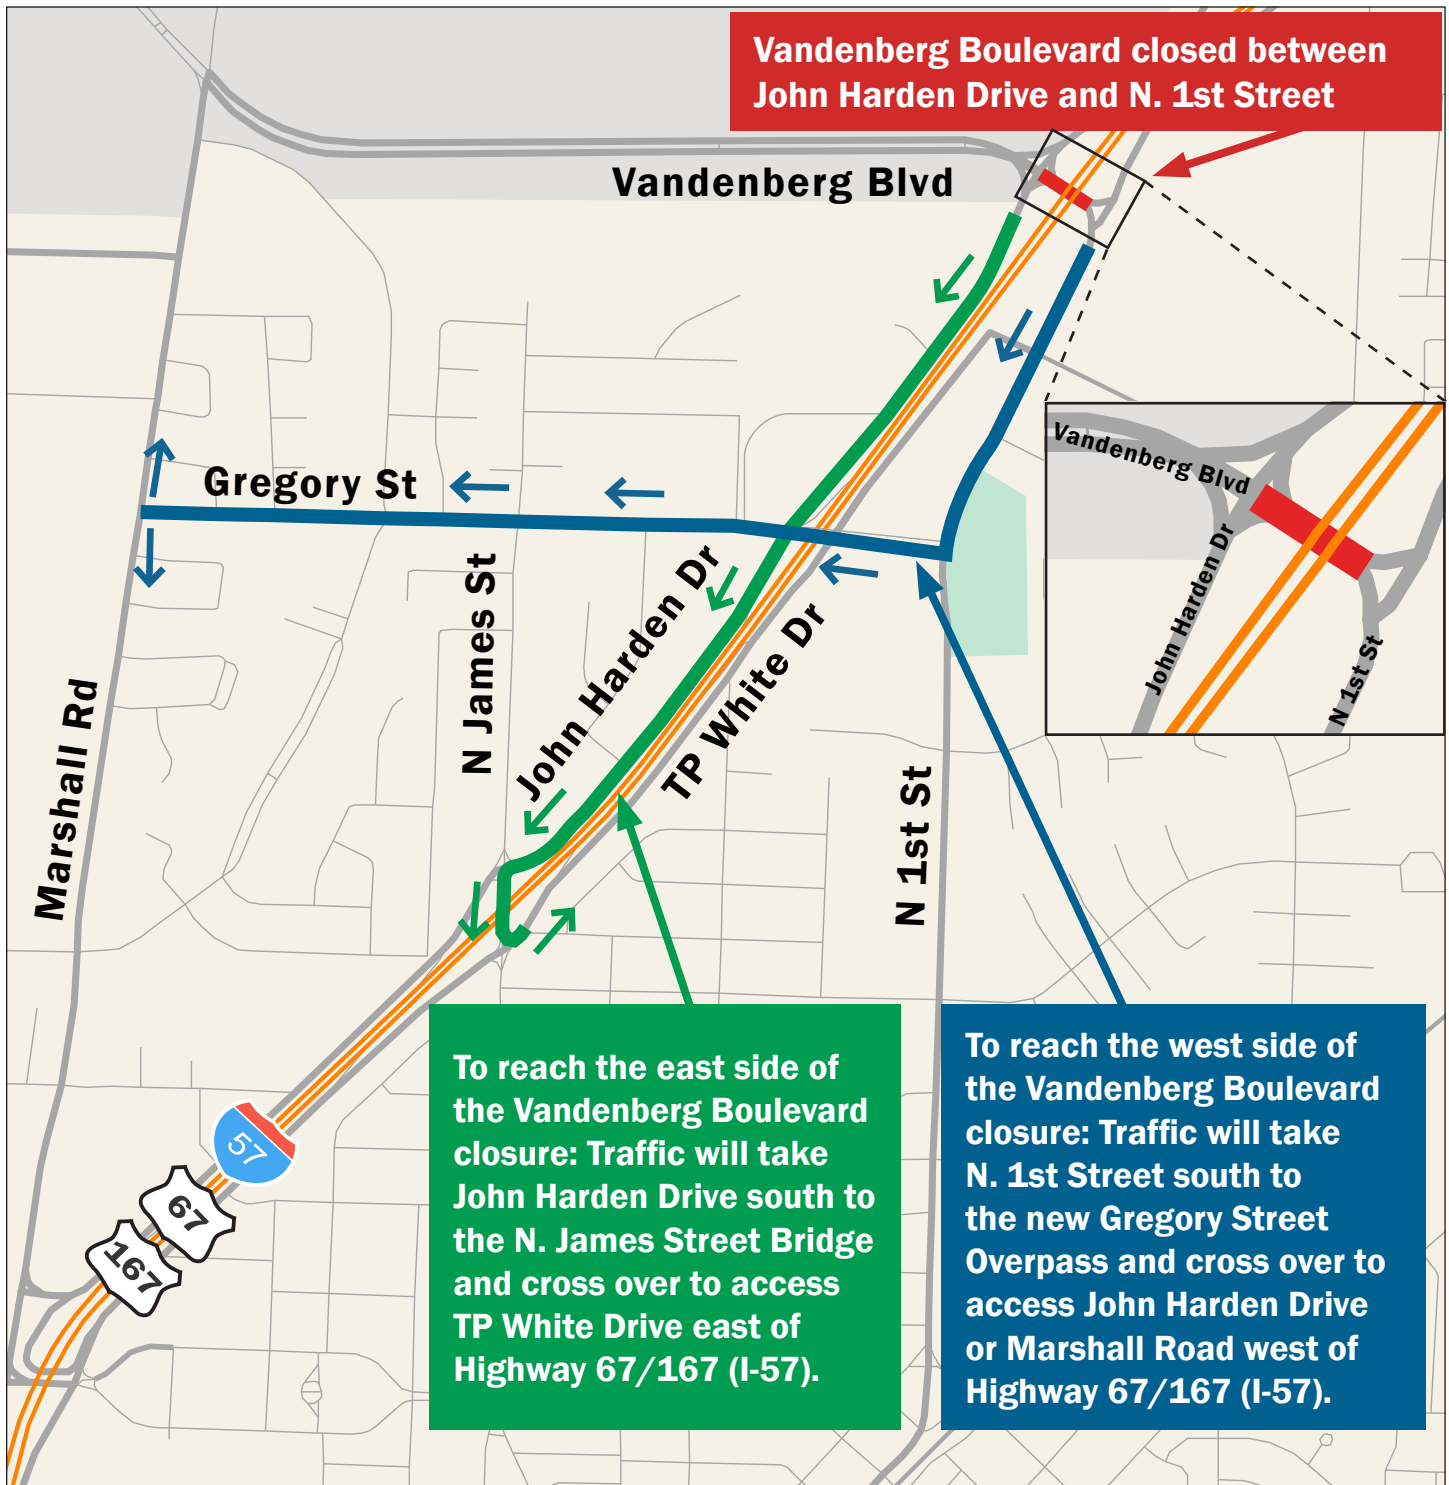 Vandenberg Boulevard closed between
John Harden Drive and N. 1st Street
Vandenberg Blvd
Vandenberg Blvd
John Harden Dr
N 1st St
Gregory St
N James St
John Harden Dr
TP White Dr
Marshall Rd
N 1st St
57
67
167
To reach the east side of
the Vandenberg Boulevard
closure: Traffic will take
John Harden Drive south to
the N. James Street Bridge
and cross over to access
TP White Drive east of
Highway 67/167 (I-57).
To reach the west side of
the Vandenberg Boulevard
closure: Traffic will take
N. 1st Street south to
the new Gregory Street
Overpass and cross over to
access John Harden Drive
or Marshall Road west of
Highway 67/167 (I-57).